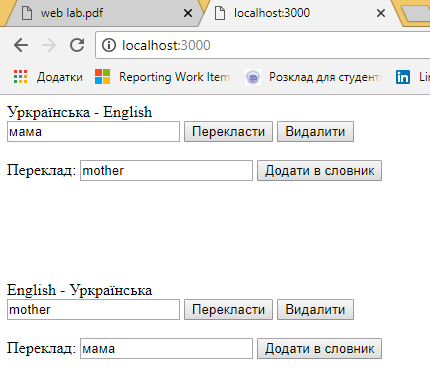 web lab.pdf localhost:3000
localhost:3000
Додатки Reporting Work Item Розклад для студент Li
Уркраїнська - English
мама Перекласти Видалити
Переклад: mother Додати в словник
English - Уркраїнська
mother Перекласти Видалити
Переклад: мама Додати в словник